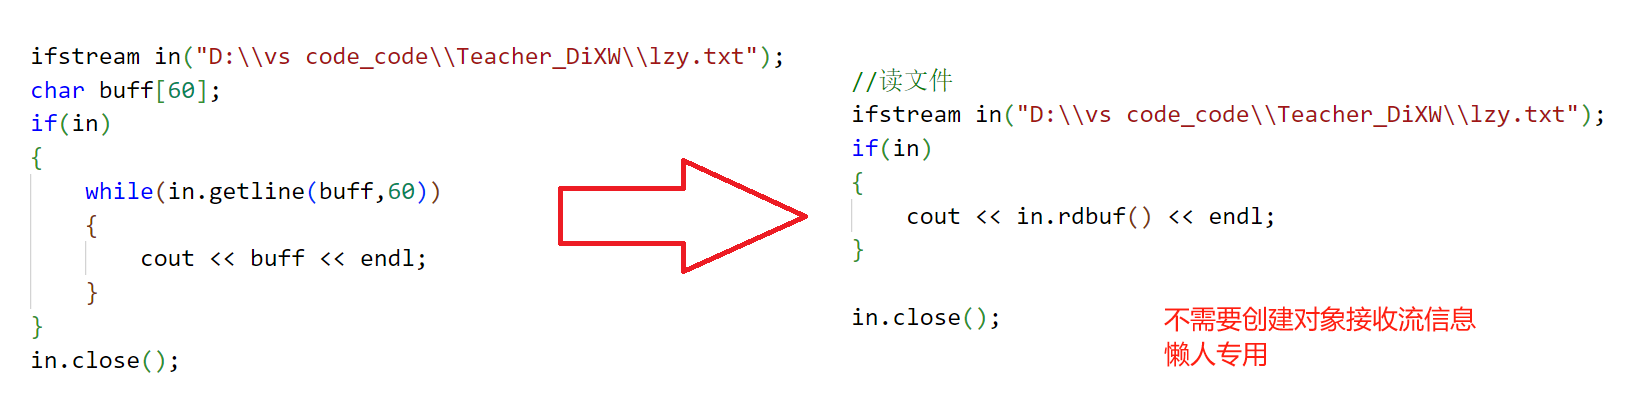 ifstream in("D:\\vs code_code\\Teacher_DiXW\\lzy.txt");
char buff[60];
if(in)
{
    while(in.getline(buff,60))
    {
        cout << buff << endl;
    }
}
in.close();
//读文件
ifstream in("D:\\vs code_code\\Teacher_DiXW\\lzy.txt");
if(in)
{
    cout << in.rdbuf() << endl;
}
in.close();
不需要创建对象接收流信息
懒人专用